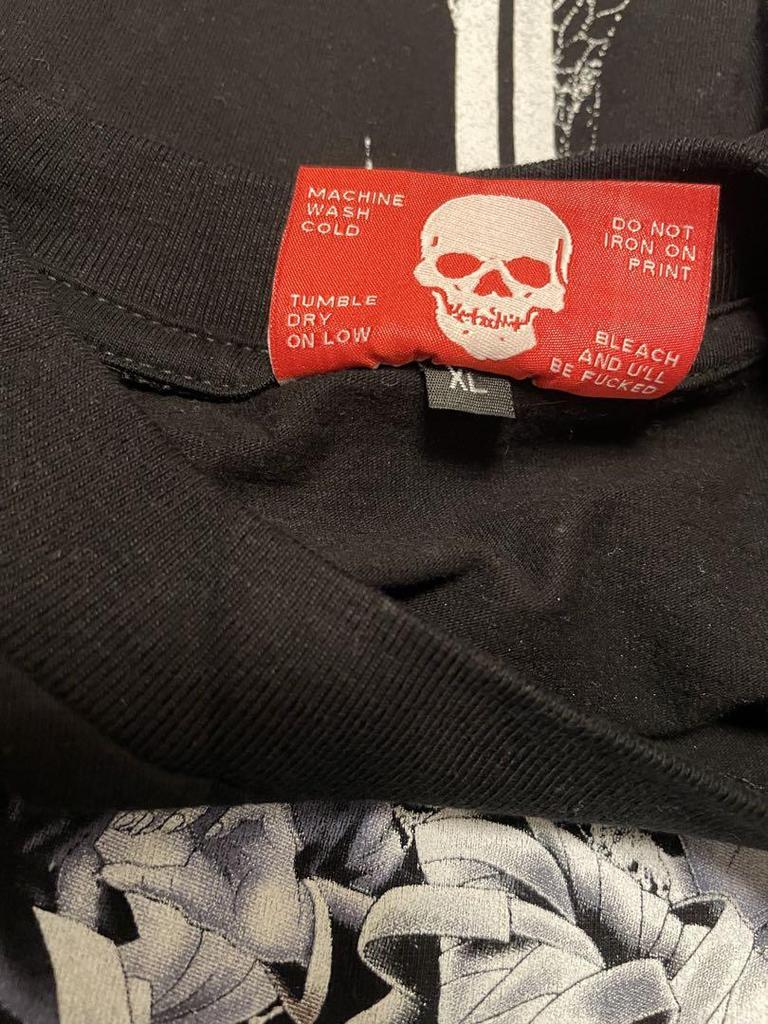 MACHINE
WASH
COLD
DO NOT
IRON ON
PRINT
TUMBLE
DRY
ON LOW
BLEACH
AND U'LL
BE FUCKED
XL